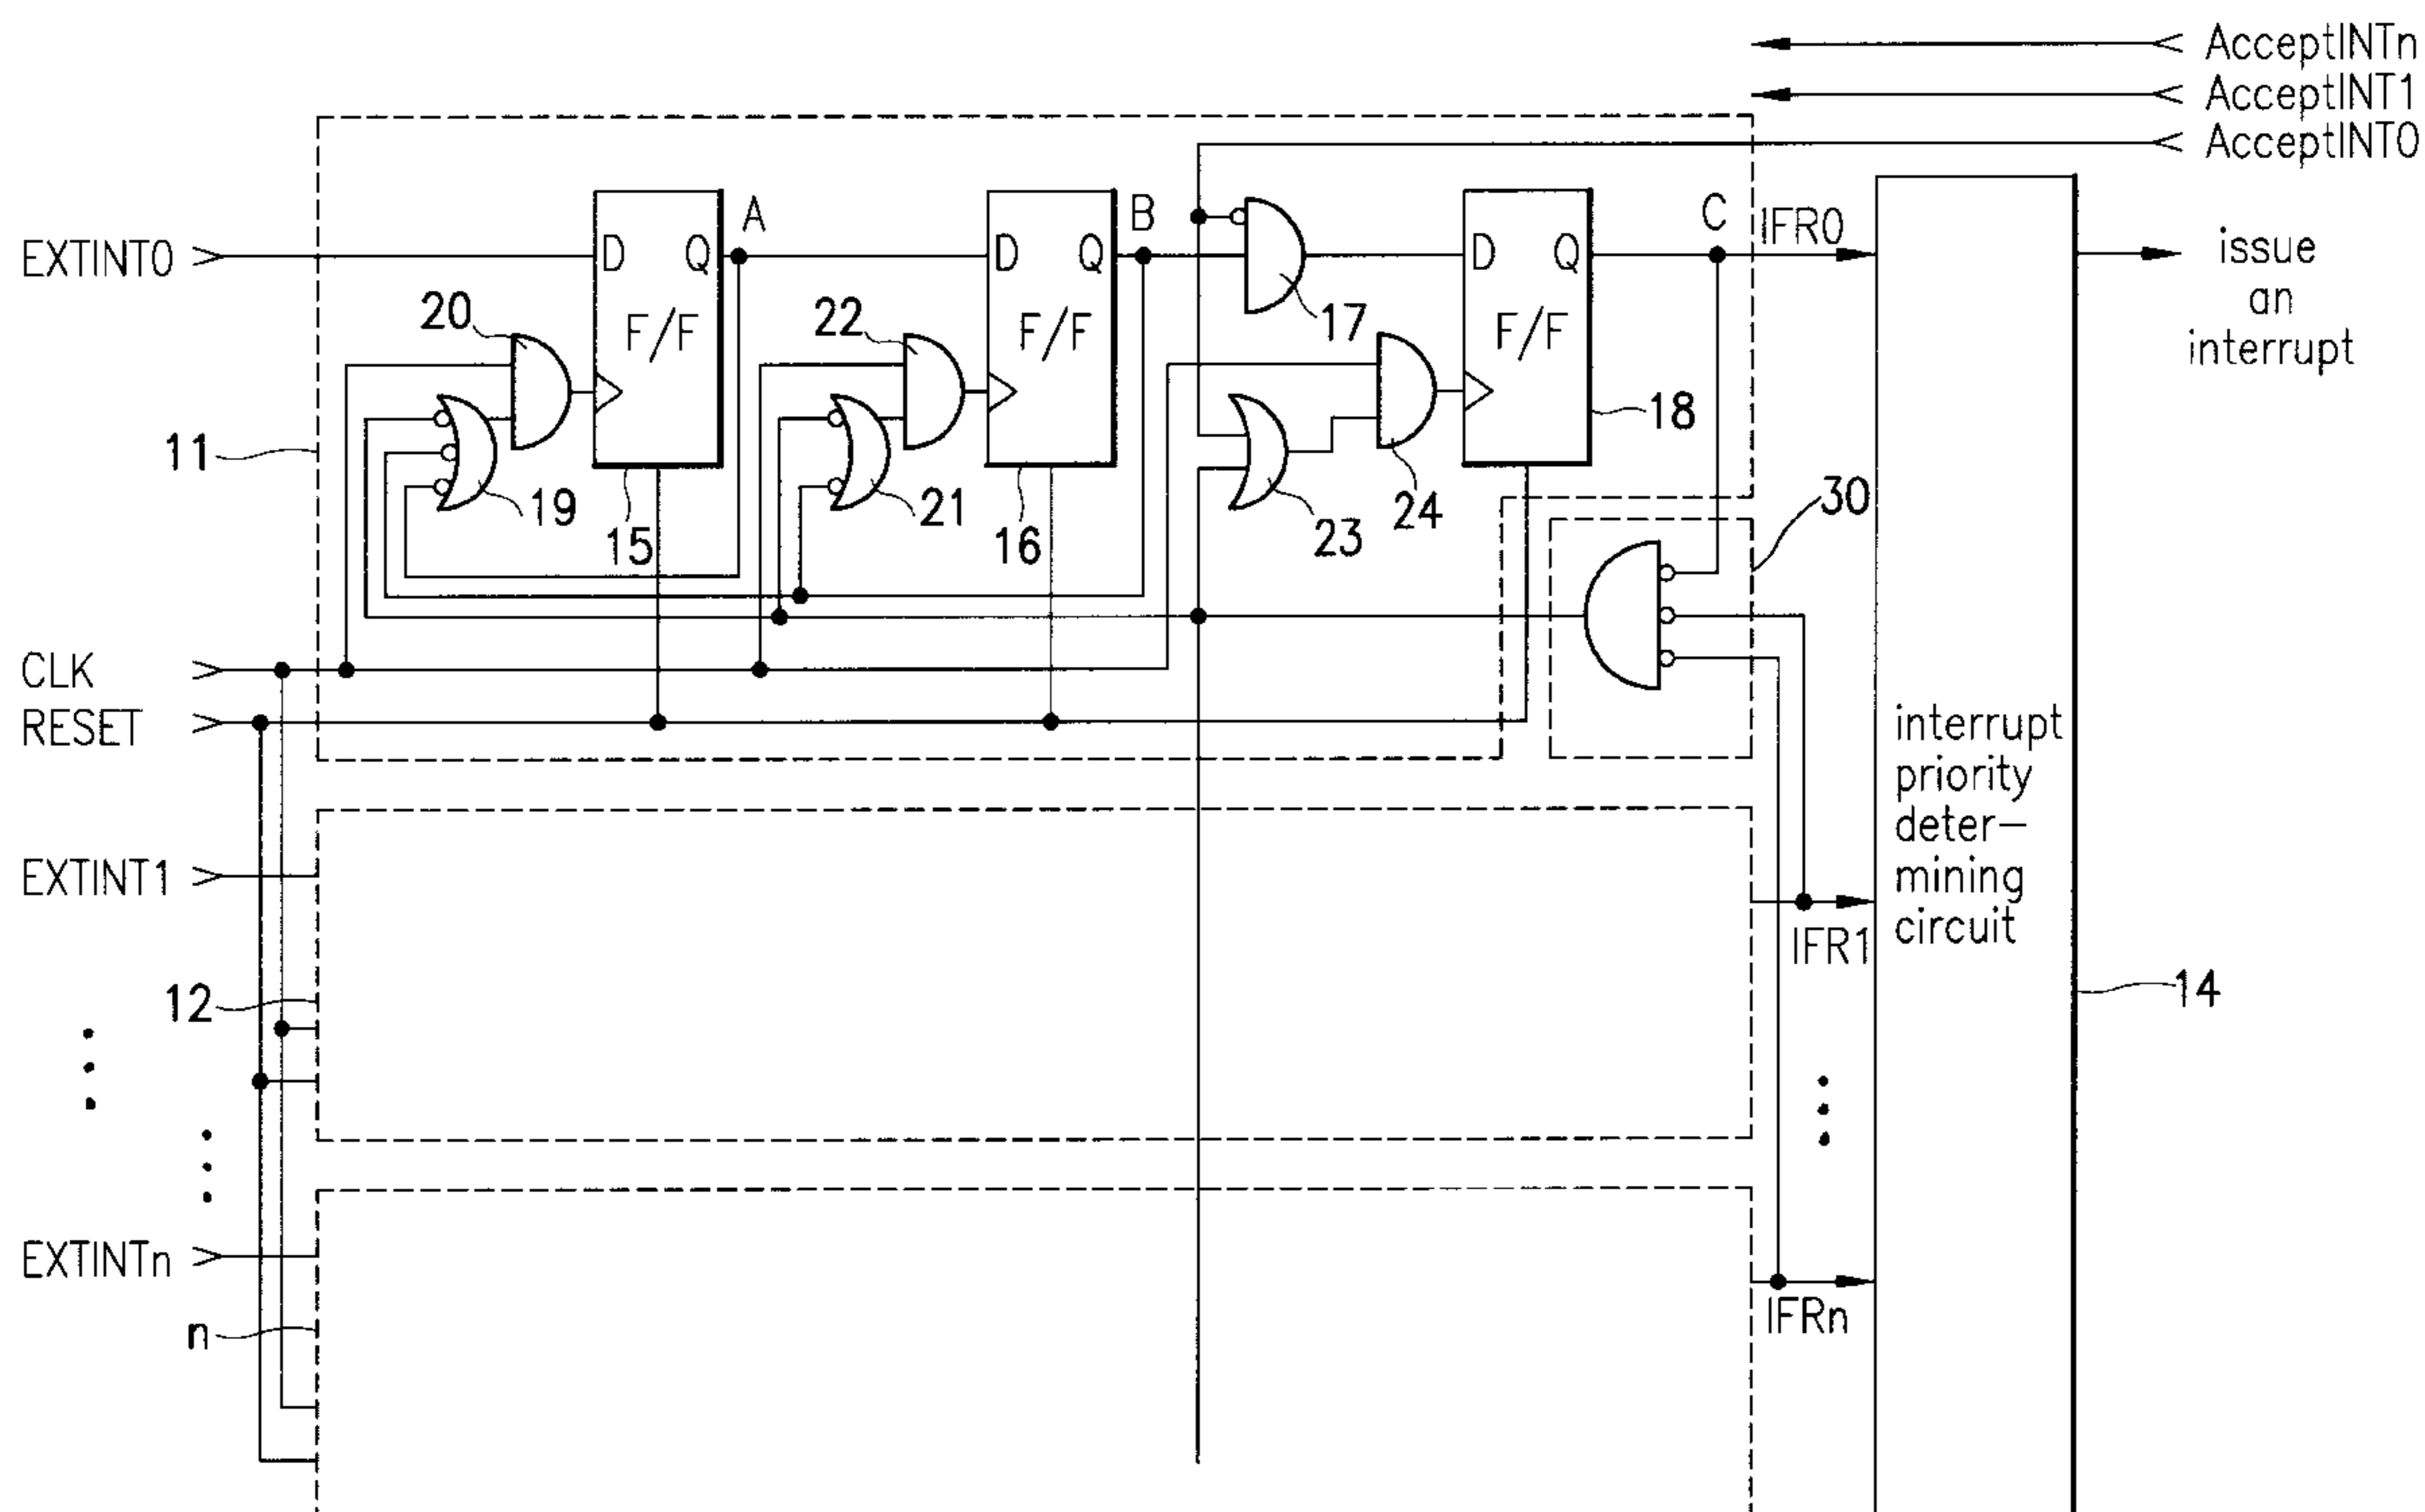 AcceptINTn
AcceptINT1
AcceptINT0
EXTINT0
D Q
A
F/F
15
20
19
11
D Q
B
F/F
16
22
21
17
D Q
C
F/F
18
24
23
IFR0
issue
an
interrupt
30
CLK
RESET
interrupt
priority
deter-
mining
circuit
EXTINT1
12
IFR1
14
EXTINTn
n
IFRn